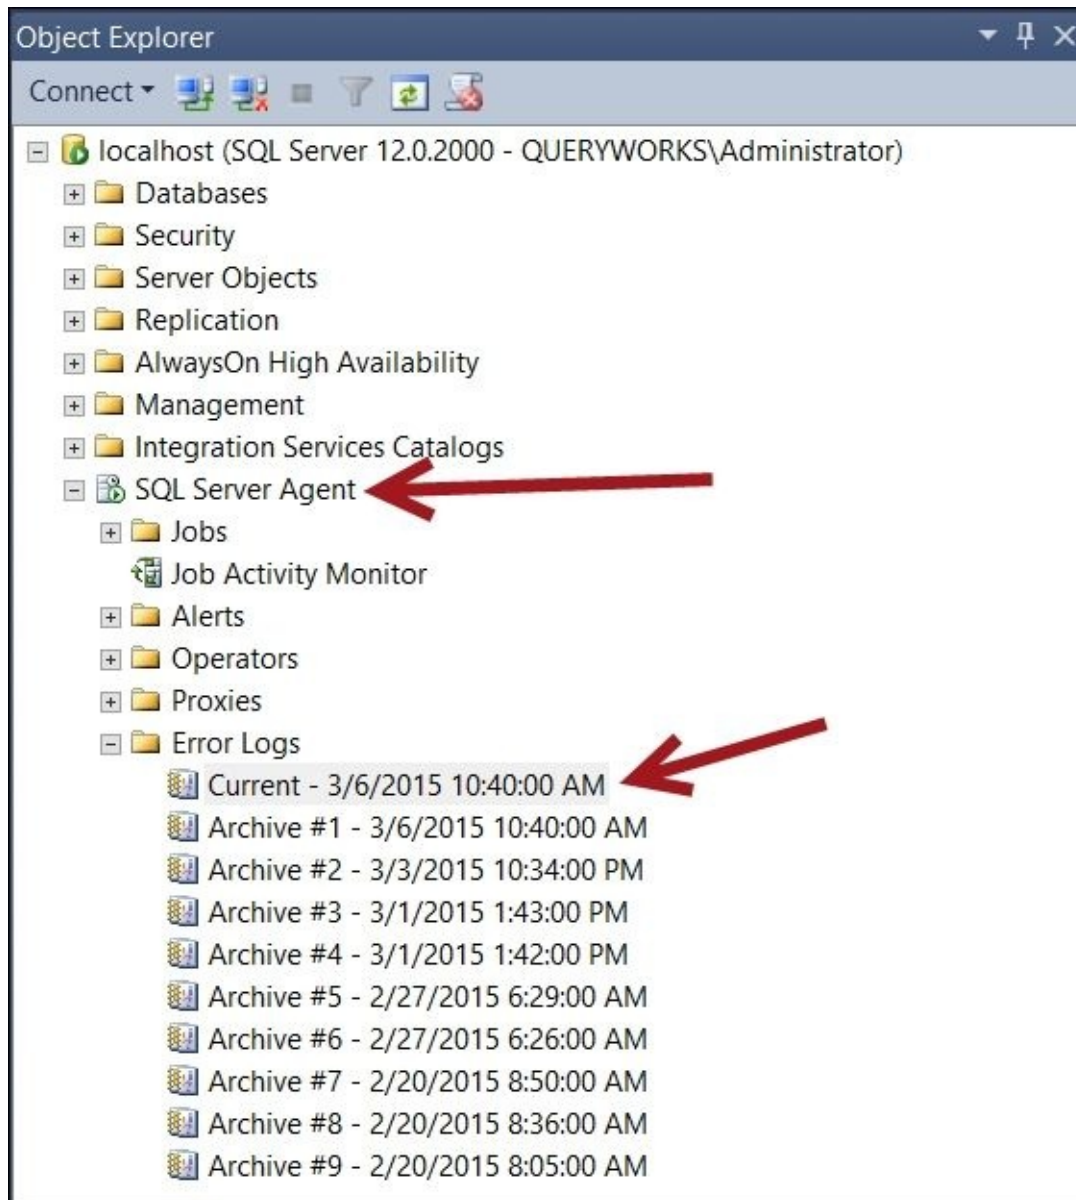 Object Explorer
Connect
localhost (SQL Server 12.0.2000 - QUERYWORKS\Administrator)
Databases
Security
Server Objects
Replication
AlwaysOn High Availability
Management
Integration Services Catalogs
SQL Server Agent
Jobs
Job Activity Monitor
Alerts
Operators
Proxies
Error Logs
Current - 3/6/2015 10:40:00 AM
Archive #1 - 3/6/2015 10:40:00 AM
Archive #2 - 3/3/2015 10:34:00 PM
Archive #3 - 3/1/2015 1:43:00 PM
Archive #4 - 3/1/2015 1:42:00 PM
Archive #5 - 2/27/2015 6:29:00 AM
Archive #6 - 2/27/2015 6:26:00 AM
Archive #7 - 2/20/2015 8:50:00 AM
Archive #8 - 2/20/2015 8:36:00 AM
Archive #9 - 2/20/2015 8:05:00 AM